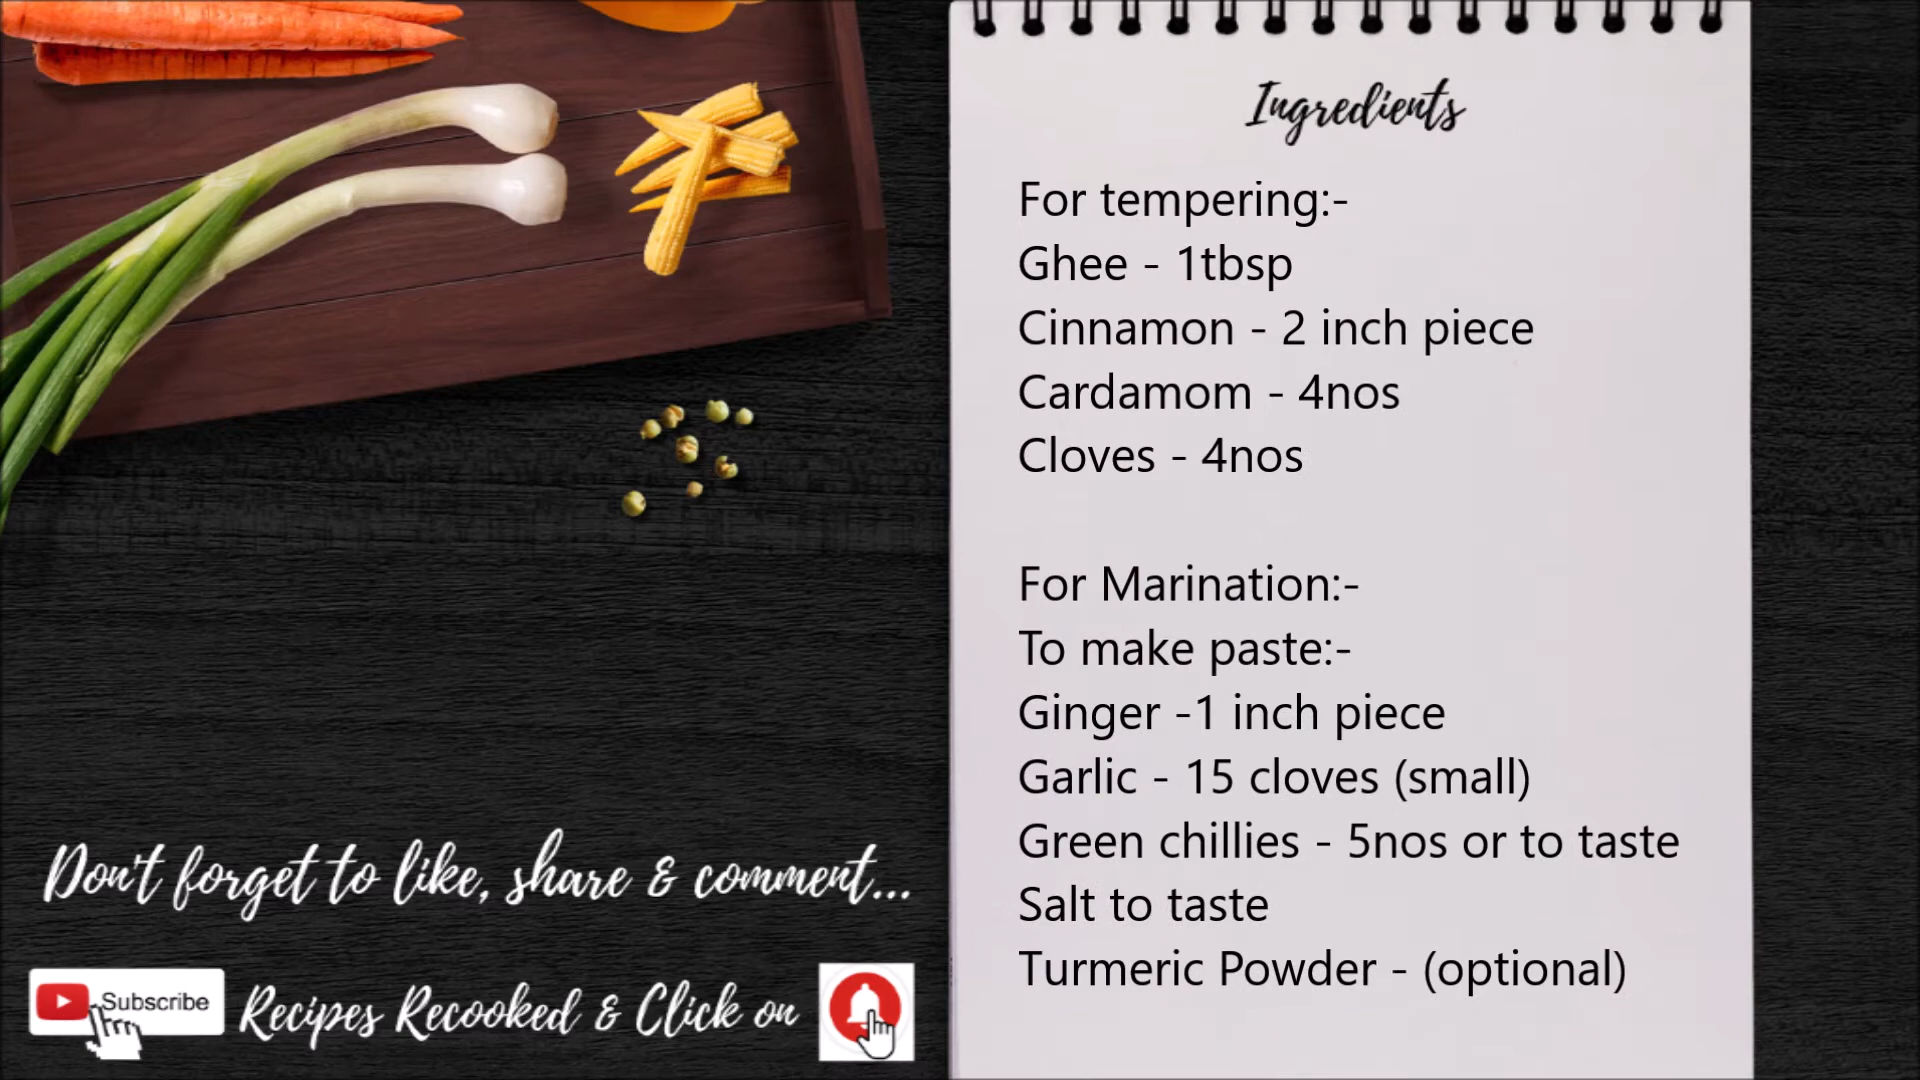 Ingredients
For tempering:-
Ghee - 1tbsp
Cinnamon - 2 inch piece
Cardamom - 4nos
Cloves - 4nos
For Marination:-
To make paste:-
Ginger -1 inch piece
Garlic - 15 cloves (small)
Green chillies - 5nos or to taste
Salt to taste
Turmeric Powder - (optional)
Don't forget to like, share & comment...
Subscribe Recipes Recooked & Click on